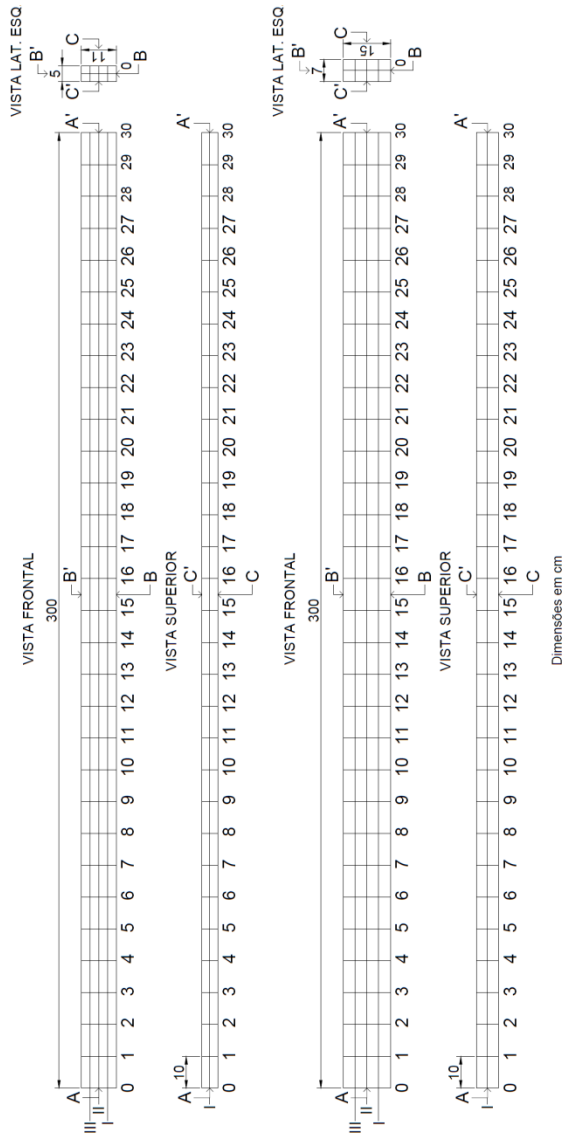 VISTA FRONTAL
VISTA LAT. ESQ
300
B'
B'
C
5
11
A
A'
C'
0
B
III
II
I
B
0 1 2 3 4 5 6 7 8 9 10 11 12 13 14 15 16 17 18 19 20 21 22 23 24 25 26 27 28 29 30
VISTA SUPERIOR
10
C'
A
A'
I
C
0 1 2 3 4 5 6 7 8 9 10 11 12 13 14 15 16 17 18 19 20 21 22 23 24 25 26 27 28 29 30
VISTA FRONTAL
VISTA LAT. ESQ
300
B'
B'
C
7
15
A
A'
C'
0
B
III
II
I
B
0 1 2 3 4 5 6 7 8 9 10 11 12 13 14 15 16 17 18 19 20 21 22 23 24 25 26 27 28 29 30
VISTA SUPERIOR
10
C'
A
A'
I
C
0 1 2 3 4 5 6 7 8 9 10 11 12 13 14 15 16 17 18 19 20 21 22 23 24 25 26 27 28 29 30
Dimensões em cm